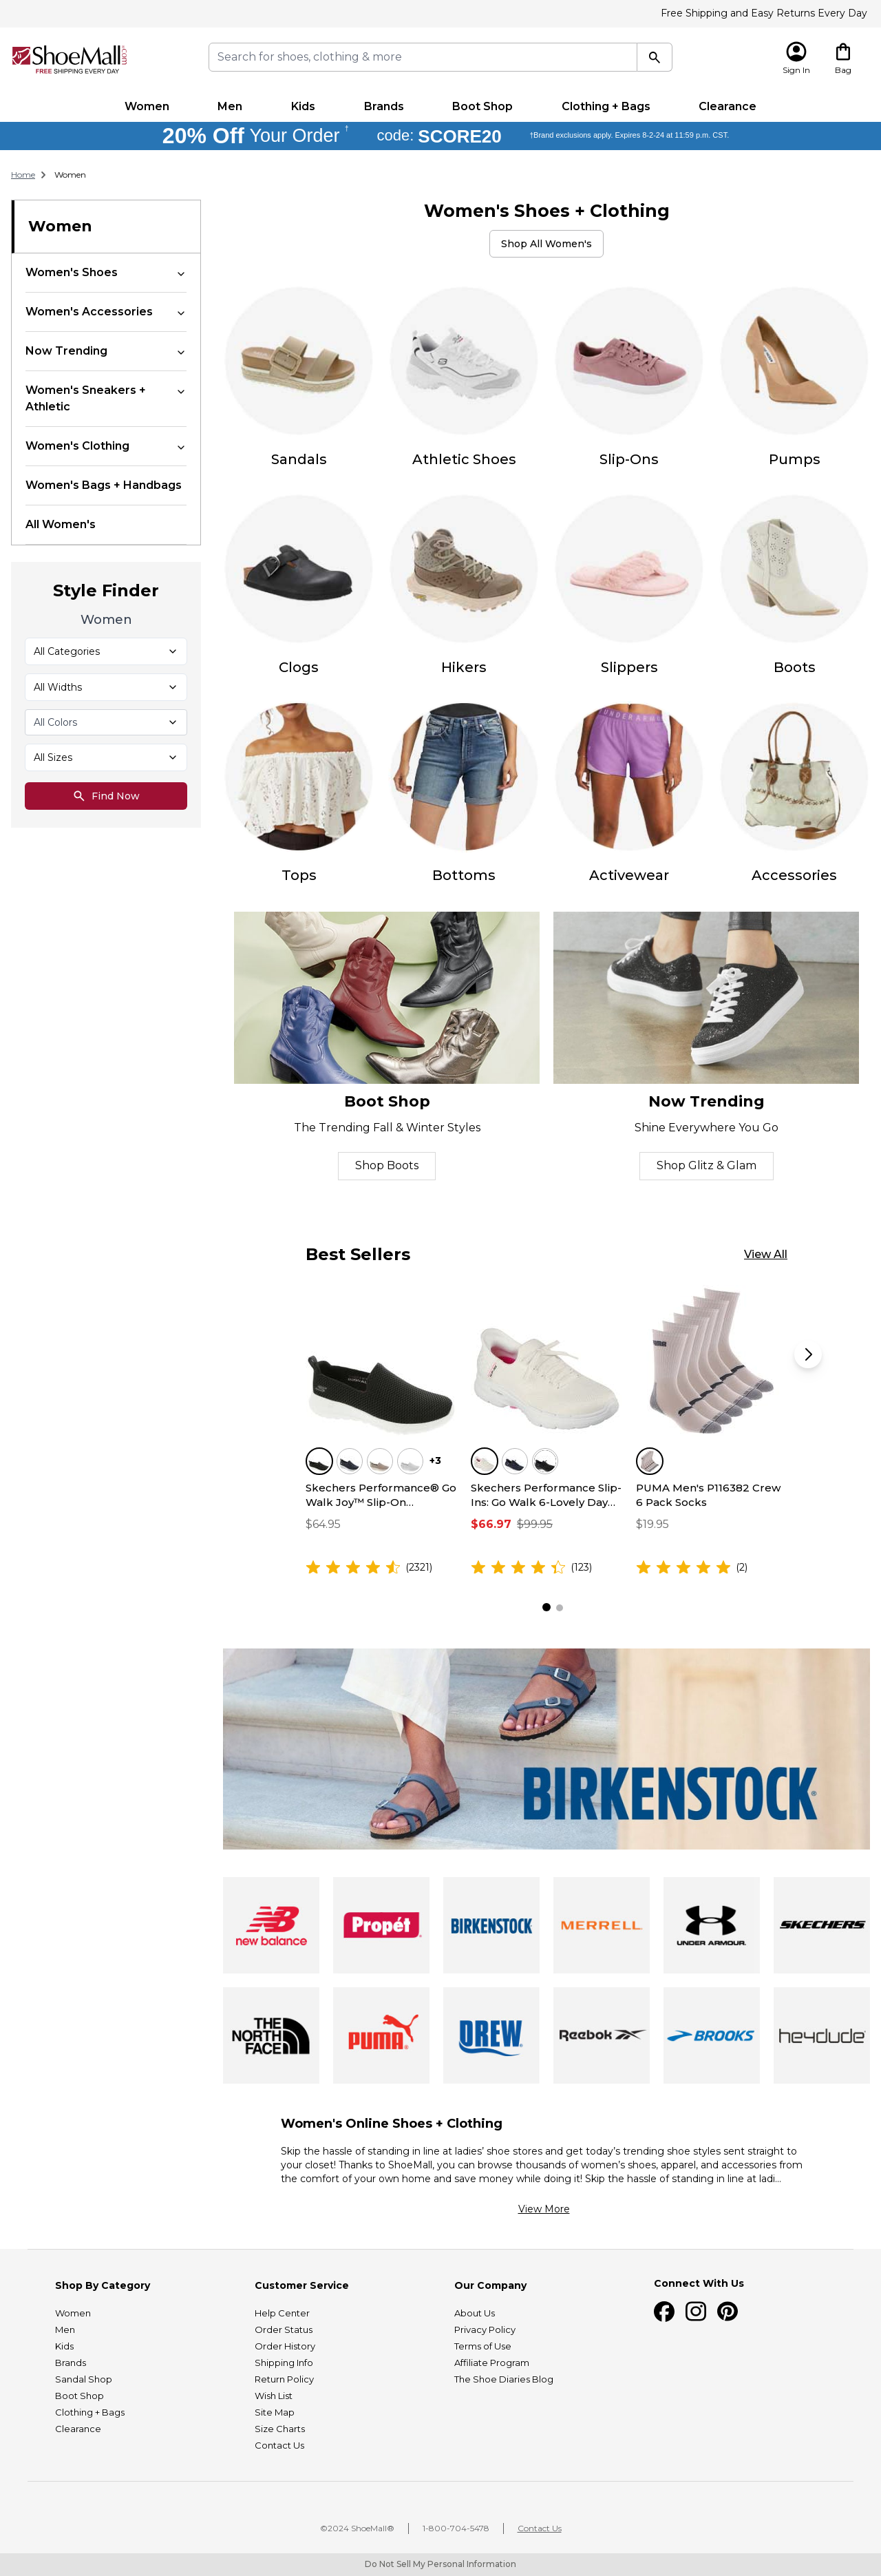 Free Shipping and Easy Returns Every Day
ShoeMall.com
FREE SHIPPING EVERY DAY
Search for shoes, clothing & more
Sign In
Bag
Women
Men
Kids
Brands
Boot Shop
Clothing + Bags
Clearance
20% Off Your Order † code: SCORE20 †Brand exclusions apply. Expires 8-2-24 at 11:59 p.m. CST.
Home > Women
Women
Women's Shoes
Women's Accessories
Now Trending
Women's Sneakers +
Athletic
Women's Clothing
Women's Bags + Handbags
All Women's
Style Finder
Women
All Categories
All Widths
All Colors
All Sizes
Find Now
Women's Shoes + Clothing
Shop All Women's
Sandals
Athletic Shoes
Slip-Ons
Pumps
Clogs
Hikers
Slippers
Boots
UNDER ARMOUR
Tops
Bottoms
Activewear
Accessories
Boot Shop
The Trending Fall & Winter Styles
Shop Boots
Now Trending
Shine Everywhere You Go
Shop Glitz & Glam
Best Sellers
View All
+3
Skechers Performance® Go
Walk Joy™ Slip-On...
$64.95
(2321)
Skechers Performance Slip-
Ins: Go Walk 6-Lovely Day...
$66.97 $99.95
(123)
PUMA
PUMA Men's P116382 Crew
6 Pack Socks
$19.95
(2)
BIRKENSTOCK
new balance
Propét
BIRKENSTOCK
MERRELL
UNDER ARMOUR
SKECHERS
THE
NORTH
FACE
PUMA
DREW
Reebok
BROOKS
heydude
Women's Online Shoes + Clothing
Skip the hassle of standing in line at ladies’ shoe stores and get today’s trending shoe styles sent straight to
your closet! Thanks to ShoeMall, you can browse thousands of women’s shoes, apparel, and accessories from
the comfort of your own home and save money while doing it! Skip the hassle of standing in line at ladi...
View More
Shop By Category
Women
Men
Kids
Brands
Sandal Shop
Boot Shop
Clothing + Bags
Clearance
Customer Service
Help Center
Order Status
Order History
Shipping Info
Return Policy
Wish List
Site Map
Size Charts
Contact Us
Our Company
About Us
Privacy Policy
Terms of Use
Affiliate Program
The Shoe Diaries Blog
Connect With Us
©2024 ShoeMall®
1-800-704-5478
Contact Us
Do Not Sell My Personal Information